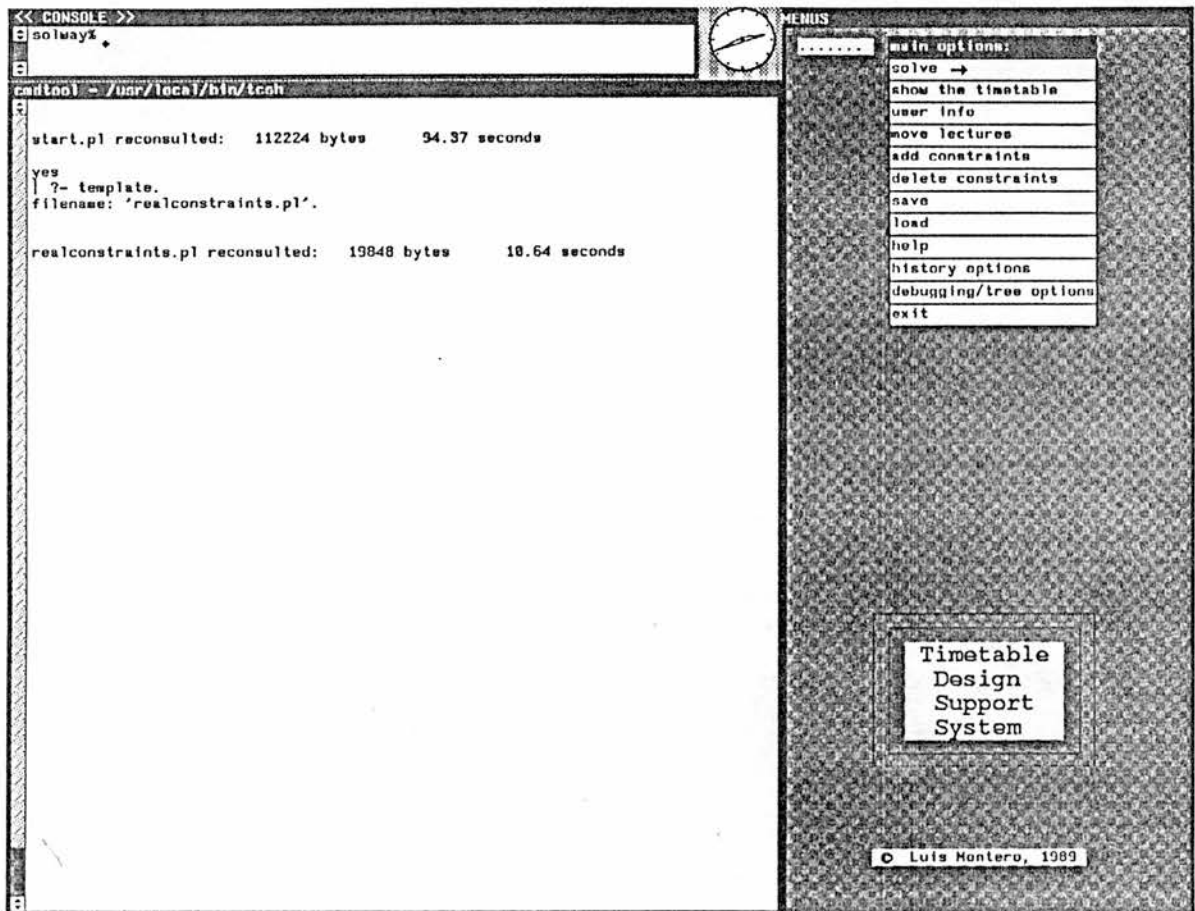 << CONSOLE >>
solway%
cmdtool - /usr/local/bin/tcsh
start.pl reconsulted: 112224 bytes 94.37 seconds
yes
| ?- template.
filename: 'realconstraints.pl'.
realconstraints.pl reconsulted: 19848 bytes 10.64 seconds
MENUS
.......
main options:
solve →
show the timetable
user info
move lectures
add constraints
delete constraints
save
load
help
history options
debugging/tree options
exit
Timetable
Design
Support
System
© Luis Montero, 1989